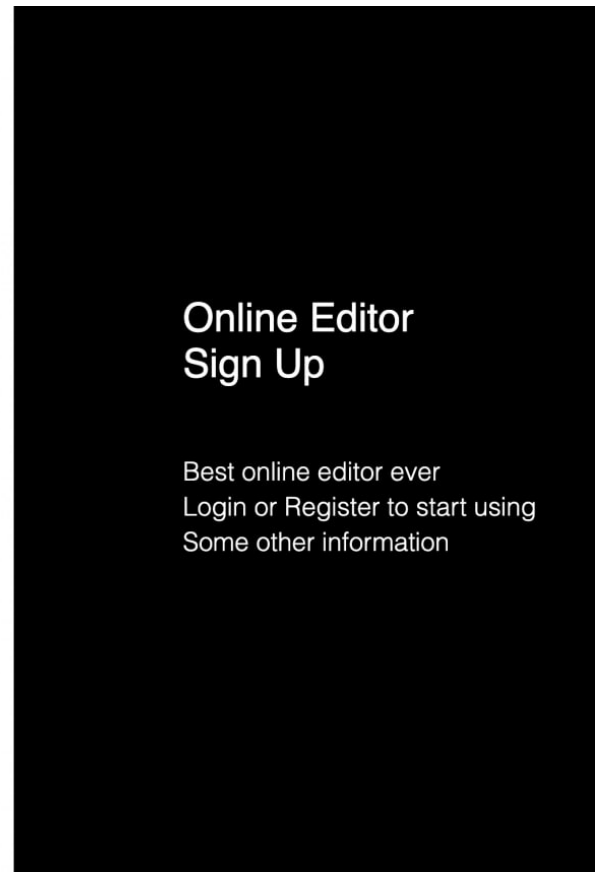 Online Editor
Sign Up
Best online editor ever
Login or Register to start using
Some other information